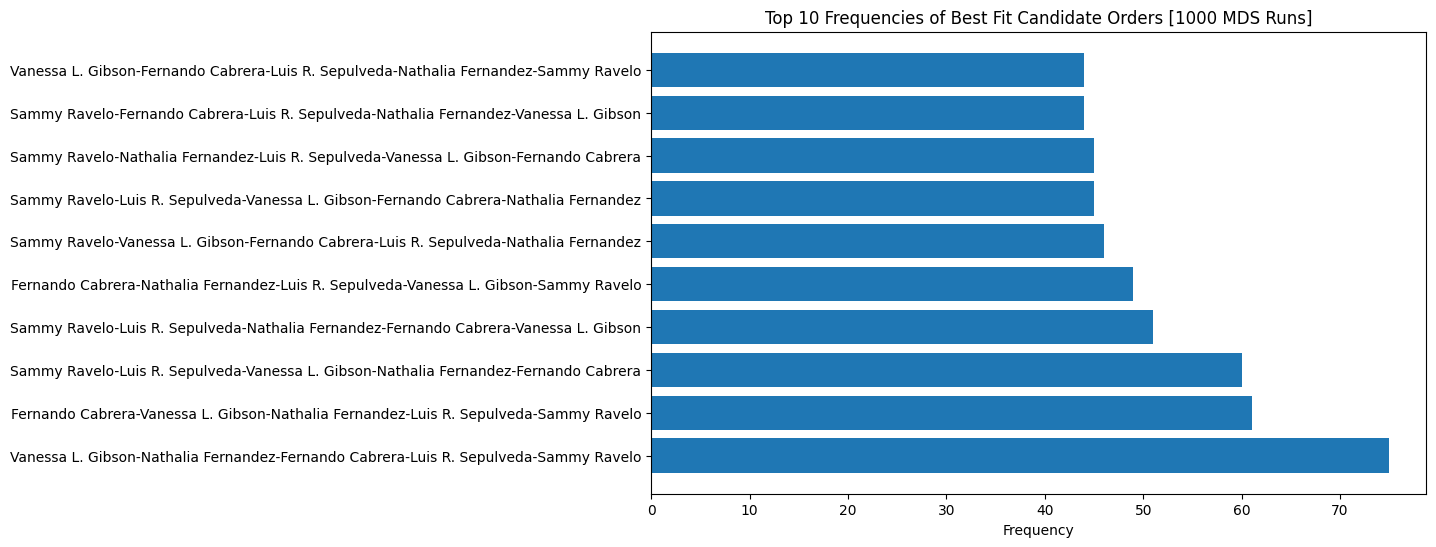 Top 10 Frequencies of Best Fit Candidate Orders [1000 MDS Runs]
Vanessa L. Gibson-Fernando Cabrera-Luis R. Sepulveda-Nathalia Fernandez-Sammy Ravelo
Sammy Ravelo-Fernando Cabrera-Luis R. Sepulveda-Nathalia Fernandez-Vanessa L. Gibson
Sammy Ravelo-Nathalia Fernandez-Luis R. Sepulveda-Vanessa L. Gibson-Fernando Cabrera
Sammy Ravelo-Luis R. Sepulveda-Vanessa L. Gibson-Fernando Cabrera-Nathalia Fernandez
Sammy Ravelo-Vanessa L. Gibson-Fernando Cabrera-Luis R. Sepulveda-Nathalia Fernandez
Fernando Cabrera-Nathalia Fernandez-Luis R. Sepulveda-Vanessa L. Gibson-Sammy Ravelo
Sammy Ravelo-Luis R. Sepulveda-Nathalia Fernandez-Fernando Cabrera-Vanessa L. Gibson
Sammy Ravelo-Luis R. Sepulveda-Vanessa L. Gibson-Nathalia Fernandez-Fernando Cabrera
Fernando Cabrera-Vanessa L. Gibson-Nathalia Fernandez-Luis R. Sepulveda-Sammy Ravelo
Vanessa L. Gibson-Nathalia Fernandez-Fernando Cabrera-Luis R. Sepulveda-Sammy Ravelo
0 10 20 30 40 50 60 70
Frequency